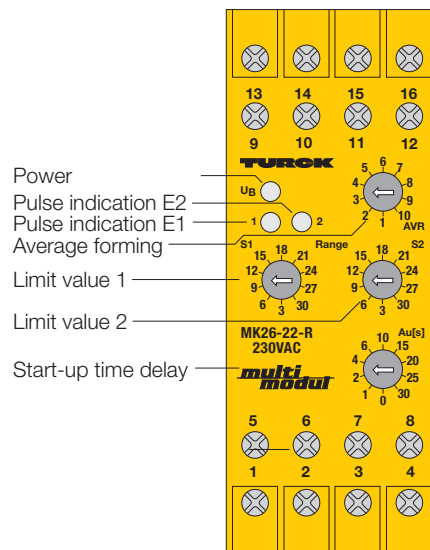 13 14 15 16
9 10 11 12
TURCK
Power
UB
Pulse indication E2
Pulse indication E1
1 2
Average forming
1 2 3 4 5 6 7 8 9 10
AVR
S1 Range S2
Limit value 1
3 6 9 12 15 18 21 24 27 30
Limit value 2
3 6 9 12 15 18 21 24 27 30
MK26-22-R
230VAC
Start-up time delay
multi
modul
Au[s]
0 1 2 4 6 10 15 20 25 30
5 6 7 8
1 2 3 4